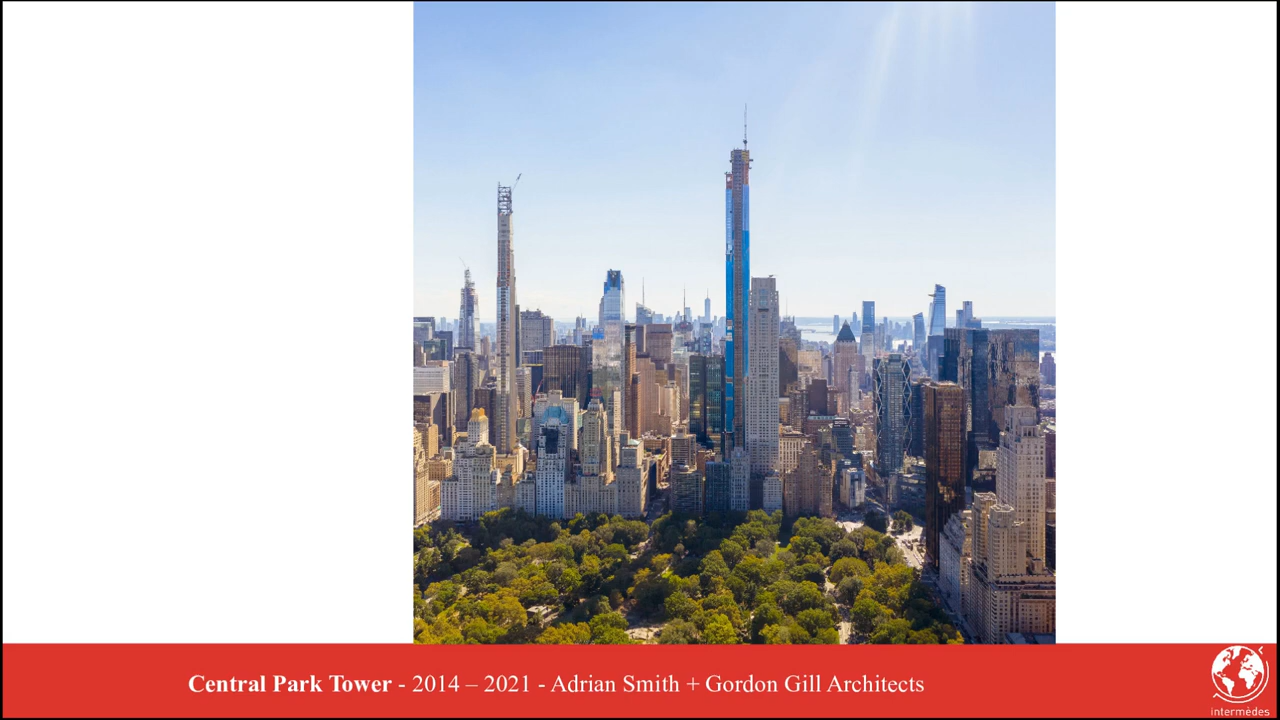 Central Park Tower - 2014 – 2021 - Adrian Smith + Gordon Gill Architects
intermèdes